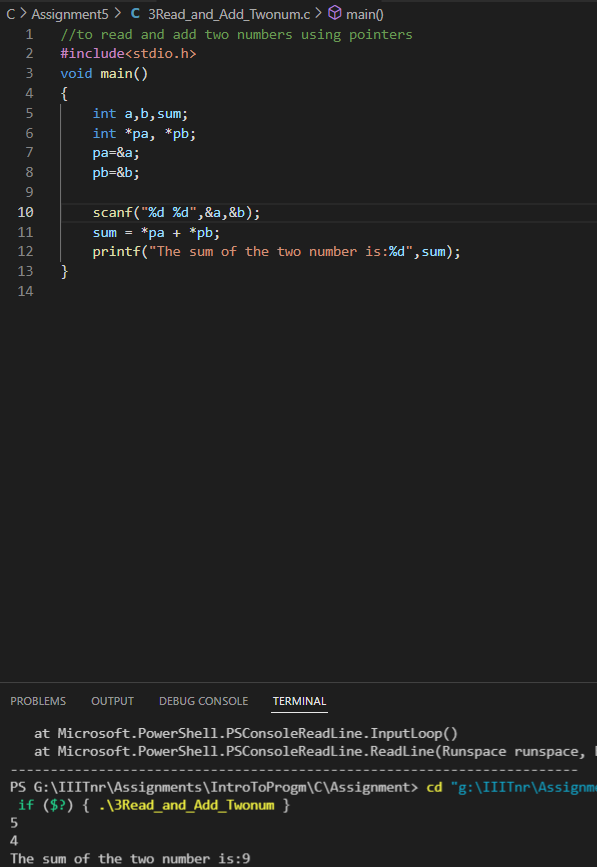 C > Assignment5 > C 3Read_and_Add_Twonum.c > main()
1 //to read and add two numbers using pointers
2 #include<stdio.h>
3 void main()
4 {
5     int a,b,sum;
6     int *pa, *pb;
7     pa=&a;
8     pb=&b;
9
10     scanf("%d %d",&a,&b);
11     sum = *pa + *pb;
12     printf("The sum of the two number is:%d",sum);
13 }
14
PROBLEMS OUTPUT DEBUG CONSOLE TERMINAL
   at Microsoft.PowerShell.PSConsoleReadLine.InputLoop()
   at Microsoft.PowerShell.PSConsoleReadLine.ReadLine(Runspace runspace,
-----------------------------------------------------------------------
PS G:\IIITnr\Assignments\IntroToProgm\C\Assignment> cd "g:\IIITnr\Assignme
 if ($?) { .\3Read_and_Add_Twonum }
5
4
The sum of the two number is:9